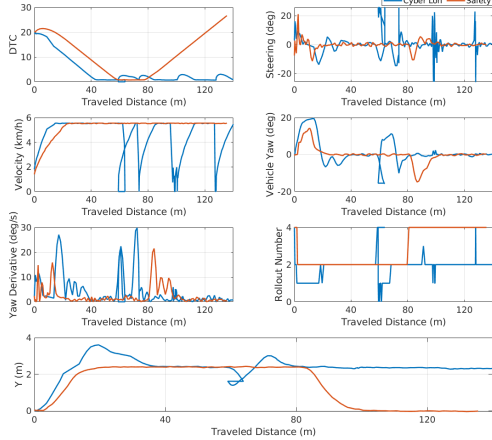 Cyber Lon Safety
30
20
10
0
DTC
0 40 80 120
Traveled Distance (m)
20
0
-20
Steering (deg)
0 40 80 120
Traveled Distance (m)
6
4
2
0
Velocity (km/h)
0 40 80 120
Traveled Distance (m)
20
0
-20
Vehicle Yaw (deg)
0 40 80 120
Traveled Distance (m)
30
20
10
0
Yaw Derivative (deg/s)
0 40 80 120
Traveled Distance (m)
4
2
0
Rollout Number
0 40 80 120
Traveled Distance (m)
4
2
0
Y (m)
0 40 80 120
Traveled Distance (m)